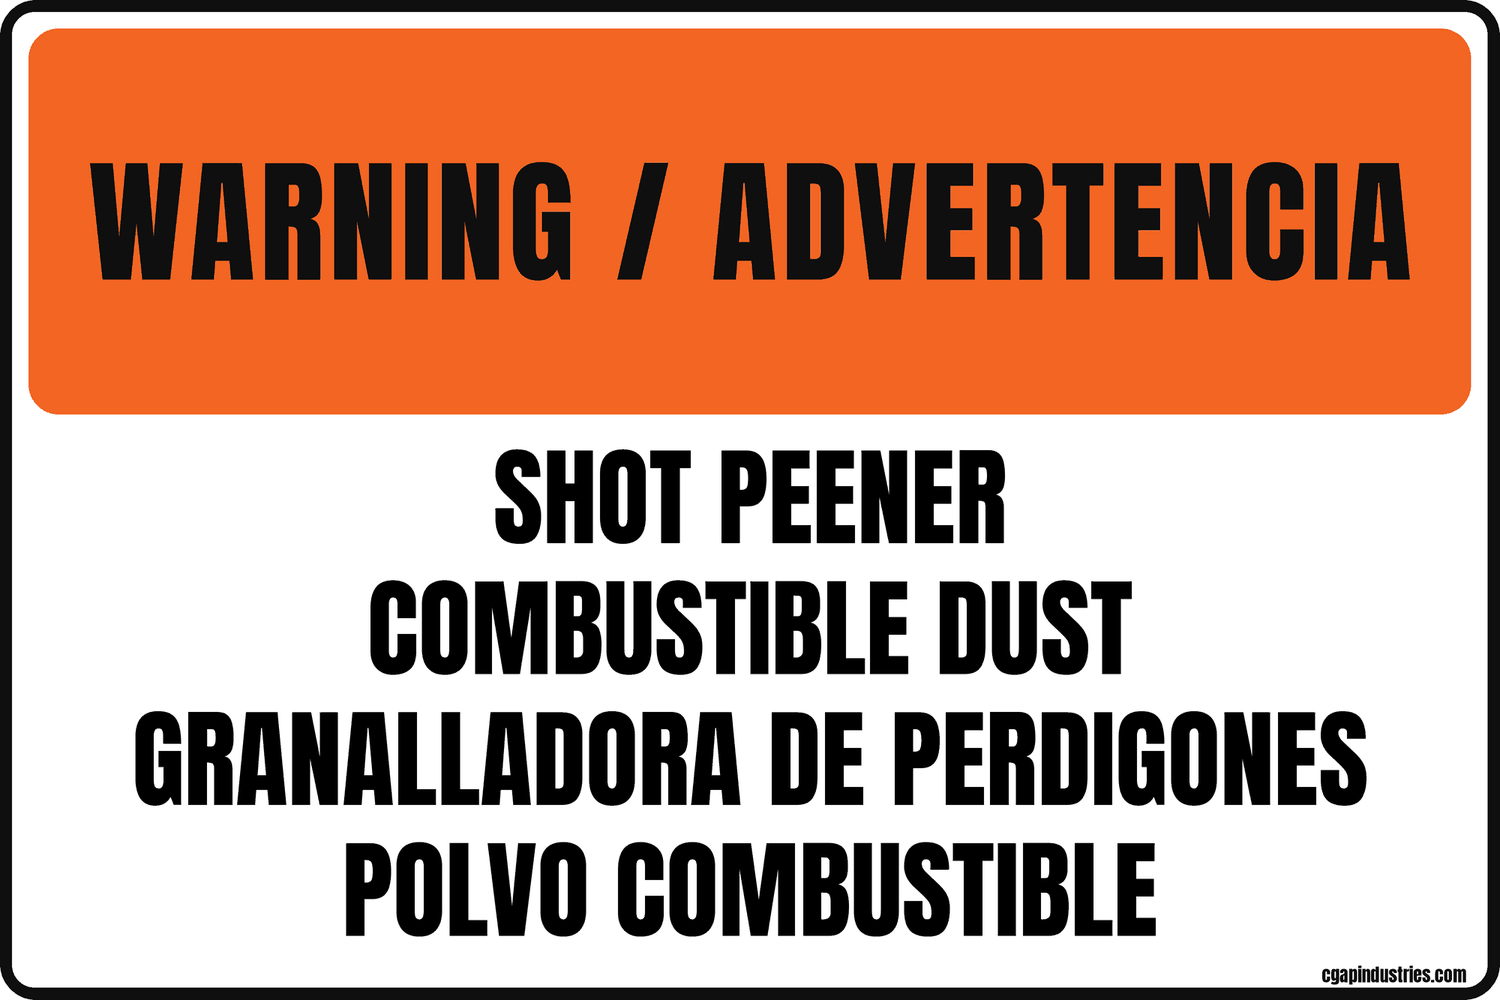 WARNING / ADVERTENCIA
SHOT PEENER
COMBUSTIBLE DUST
GRANALLADORA DE PERDIGONES
POLVO COMBUSTIBLE
cgapindustries.com